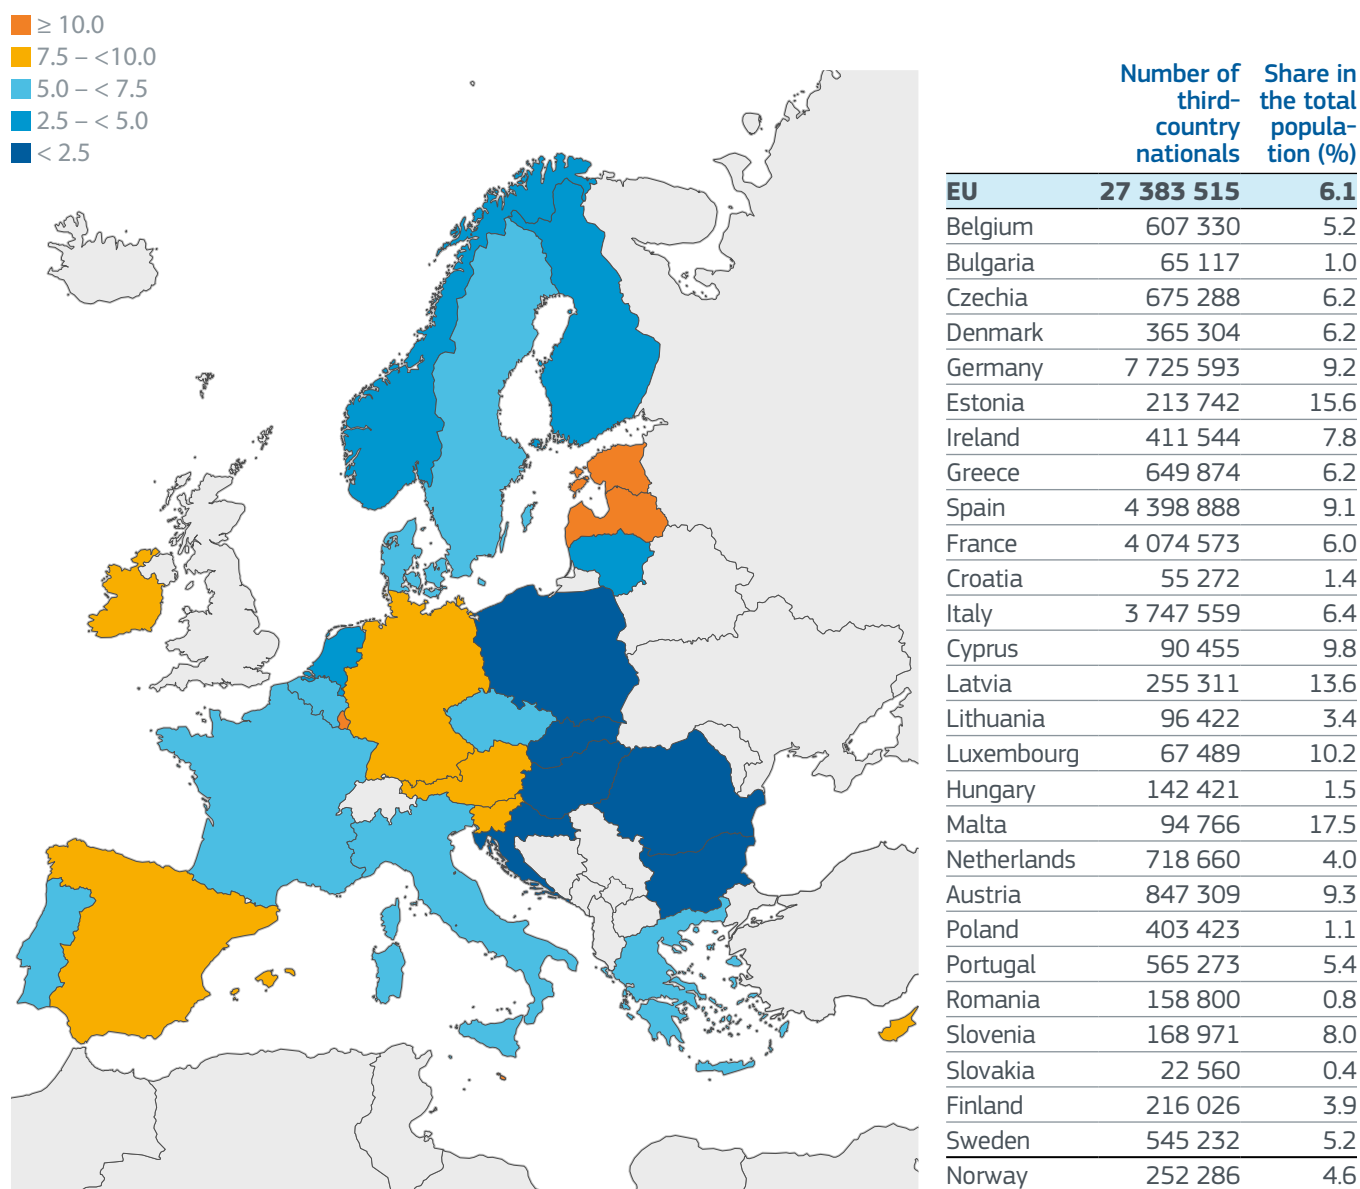 ≥ 10.0
7.5 – <10.0
5.0 – < 7.5
2.5 – < 5.0
< 2.5
Number of third- country nationals Share in the total popula- tion (%)
EU 27 383 515 6.1
Belgium 607 330 5.2
Bulgaria 65 117 1.0
Czechia 675 288 6.2
Denmark 365 304 6.2
Germany 7 725 593 9.2
Estonia 213 742 15.6
Ireland 411 544 7.8
Greece 649 874 6.2
Spain 4 398 888 9.1
France 4 074 573 6.0
Croatia 55 272 1.4
Italy 3 747 559 6.4
Cyprus 90 455 9.8
Latvia 255 311 13.6
Lithuania 96 422 3.4
Luxembourg 67 489 10.2
Hungary 142 421 1.5
Malta 94 766 17.5
Netherlands 718 660 4.0
Austria 847 309 9.3
Poland 403 423 1.1
Portugal 565 273 5.4
Romania 158 800 0.8
Slovenia 168 971 8.0
Slovakia 22 560 0.4
Finland 216 026 3.9
Sweden 545 232 5.2
Norway 252 286 4.6